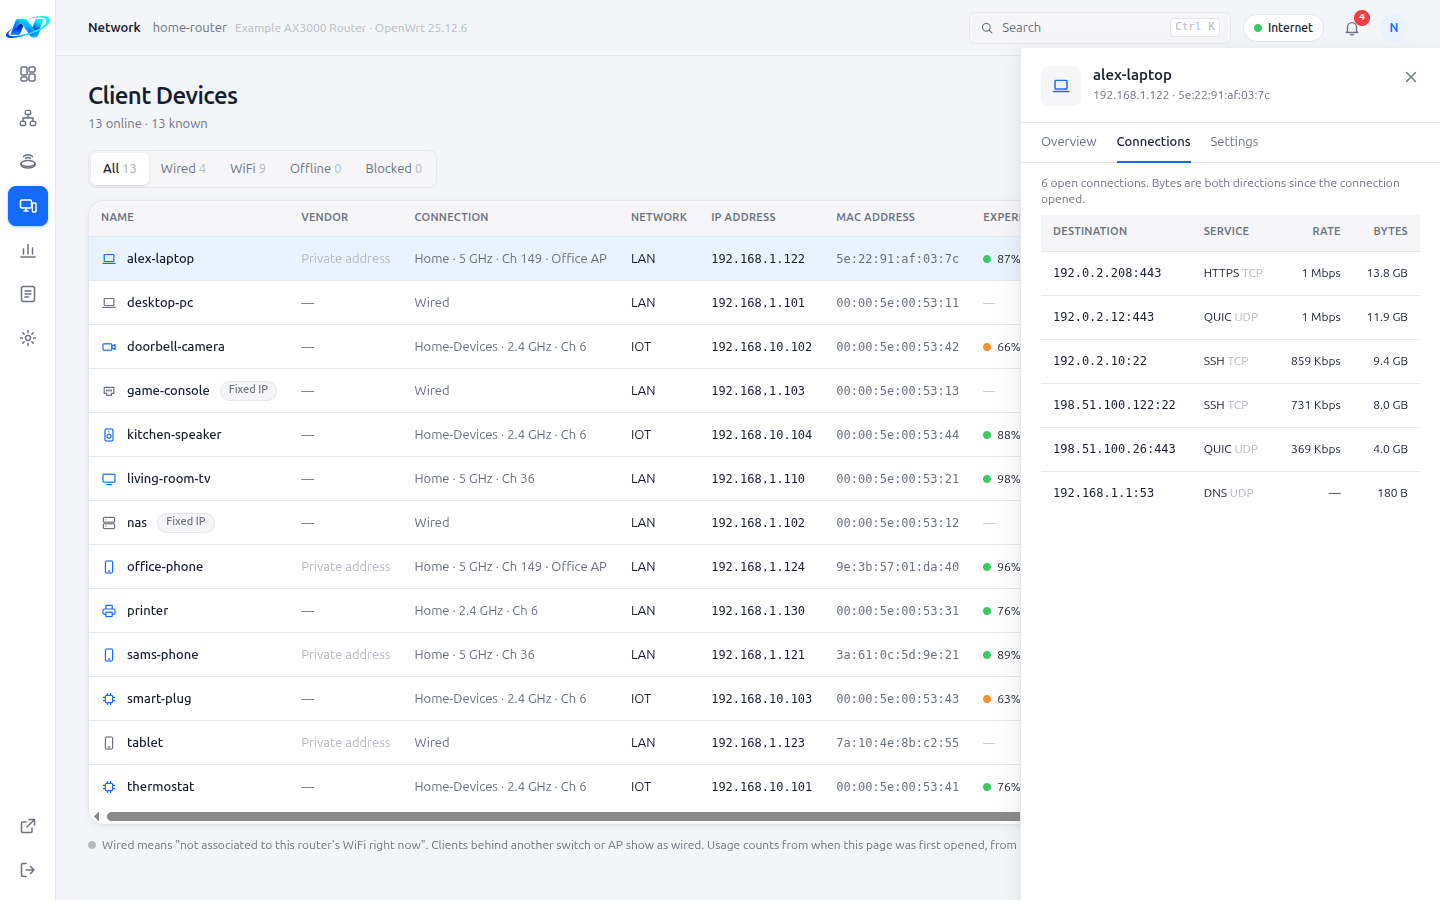 Network home-router Example AX3000 Router · OpenWrt 25.12.6
Search Ctrl K
Internet
4
N
Client Devices
13 online · 13 known
All 13 Wired 4 WiFi 9 Offline 0 Blocked 0
NAME VENDOR CONNECTION NETWORK IP ADDRESS MAC ADDRESS
alex-laptop Private address Home · 5 GHz · Ch 149 · Office AP LAN 192.168.1.122 5e:22:91:af:03:7c 87%
desktop-pc — Wired LAN 192.168.1.101 00:00:5e:00:53:11 —
doorbell-camera — Home-Devices · 2.4 GHz · Ch 6 IOT 192.168.10.102 00:00:5e:00:53:42 66%
game-console Fixed IP — Wired LAN 192.168.1.103 00:00:5e:00:53:13 —
kitchen-speaker — Home-Devices · 2.4 GHz · Ch 6 IOT 192.168.10.104 00:00:5e:00:53:44 88%
living-room-tv — Home · 5 GHz · Ch 36 LAN 192.168.1.110 00:00:5e:00:53:21 98%
nas Fixed IP — Wired LAN 192.168.1.102 00:00:5e:00:53:12 —
office-phone Private address Home · 5 GHz · Ch 149 · Office AP LAN 192.168.1.124 9e:3b:57:01:da:40 96%
printer — Home · 2.4 GHz · Ch 6 LAN 192.168.1.130 00:00:5e:00:53:31 76%
sams-phone Private address Home · 5 GHz · Ch 36 LAN 192.168.1.121 3a:61:0c:5d:9e:21 89%
smart-plug — Home-Devices · 2.4 GHz · Ch 6 IOT 192.168.10.103 00:00:5e:00:53:43 63%
tablet Private address Wired LAN 192.168.1.123 7a:10:4e:8b:c2:55 —
thermostat — Home-Devices · 2.4 GHz · Ch 6 IOT 192.168.10.101 00:00:5e:00:53:41 76%
Wired means "not associated to this router's WiFi right now". Clients behind another switch or AP show as wired. Usage counts from when this page was first opened, from
alex-laptop
192.168.1.122 · 5e:22:91:af:03:7c
Overview Connections Settings
6 open connections. Bytes are both directions since the connection
opened.
DESTINATION SERVICE RATE BYTES
192.0.2.208:443 HTTPS TCP 1 Mbps 13.8 GB
192.0.2.12:443 QUIC UDP 1 Mbps 11.9 GB
192.0.2.10:22 SSH TCP 859 Kbps 9.4 GB
198.51.100.122:22 SSH TCP 731 Kbps 8.0 GB
198.51.100.26:443 QUIC UDP 369 Kbps 4.0 GB
192.168.1.1:53 DNS UDP — 180 B